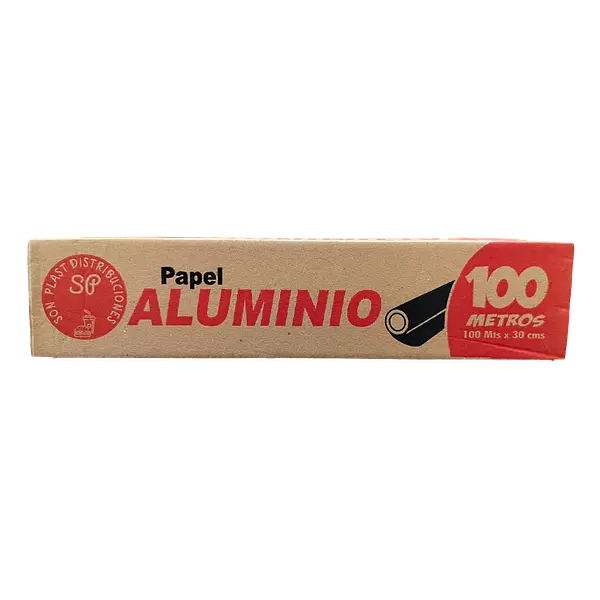 SON PLAST DISTRIBUCIONES
SP
Papel
ALUMINIO
100
METROS
100 Mts x 30 cms